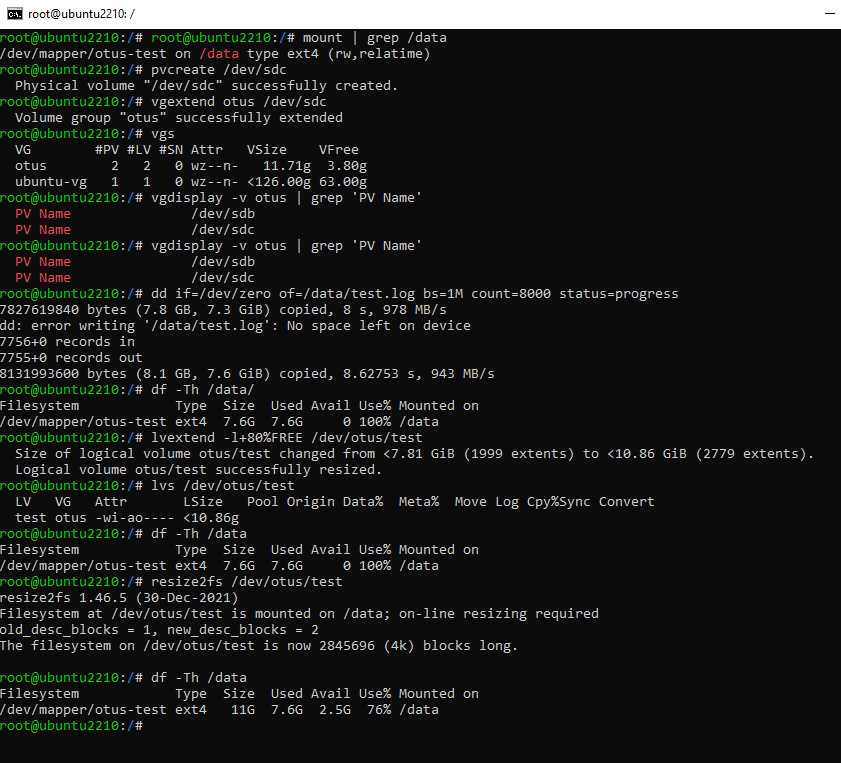 root@ubuntu2210: /
root@ubuntu2210:/# root@ubuntu2210:/# mount | grep /data
/dev/mapper/otus-test on /data type ext4 (rw,relatime)
root@ubuntu2210:/# pvcreate /dev/sdc
  Physical volume "/dev/sdc" successfully created.
root@ubuntu2210:/# vgextend otus /dev/sdc
  Volume group "otus" successfully extended
root@ubuntu2210:/# vgs
  VG        #PV #LV #SN Attr   VSize    VFree
  otus        2   2   0 wz--n-   11.71g  3.80g
  ubuntu-vg   1   1   0 wz--n- <126.00g 63.00g
root@ubuntu2210:/# vgdisplay -v otus | grep 'PV Name'
  PV Name               /dev/sdb
  PV Name               /dev/sdc
root@ubuntu2210:/# vgdisplay -v otus | grep 'PV Name'
  PV Name               /dev/sdb
  PV Name               /dev/sdc
root@ubuntu2210:/# dd if=/dev/zero of=/data/test.log bs=1M count=8000 status=progress
7827619840 bytes (7.8 GB, 7.3 GiB) copied, 8 s, 978 MB/s
dd: error writing '/data/test.log': No space left on device
7756+0 records in
7755+0 records out
8131993600 bytes (8.1 GB, 7.6 GiB) copied, 8.62753 s, 943 MB/s
root@ubuntu2210:/# df -Th /data/
Filesystem            Type  Size  Used Avail Use% Mounted on
/dev/mapper/otus-test ext4  7.6G  7.6G     0 100% /data
root@ubuntu2210:/# lvextend -l+80%FREE /dev/otus/test
  Size of logical volume otus/test changed from <7.81 GiB (1999 extents) to <10.86 GiB (2779 extents).
  Logical volume otus/test successfully resized.
root@ubuntu2210:/# lvs /dev/otus/test
  LV   VG   Attr       LSize   Pool Origin Data%  Meta%  Move Log Cpy%Sync Convert
  test otus -wi-ao---- <10.86g
root@ubuntu2210:/# df -Th /data
Filesystem            Type  Size  Used Avail Use% Mounted on
/dev/mapper/otus-test ext4  7.6G  7.6G     0 100% /data
root@ubuntu2210:/# resize2fs /dev/otus/test
resize2fs 1.46.5 (30-Dec-2021)
Filesystem at /dev/otus/test is mounted on /data; on-line resizing required
old_desc_blocks = 1, new_desc_blocks = 2
The filesystem on /dev/otus/test is now 2845696 (4k) blocks long.

root@ubuntu2210:/# df -Th /data
Filesystem            Type  Size  Used Avail Use% Mounted on
/dev/mapper/otus-test ext4   11G  7.6G  2.5G  76% /data
root@ubuntu2210:/#